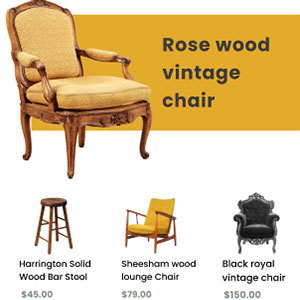 Rose wood
vintage
chair
Harrington Solid
Wood Bar Stool
$45.00
Sheesham wood
lounge Chair
$79.00
Black royal
vintage chair
$150,00